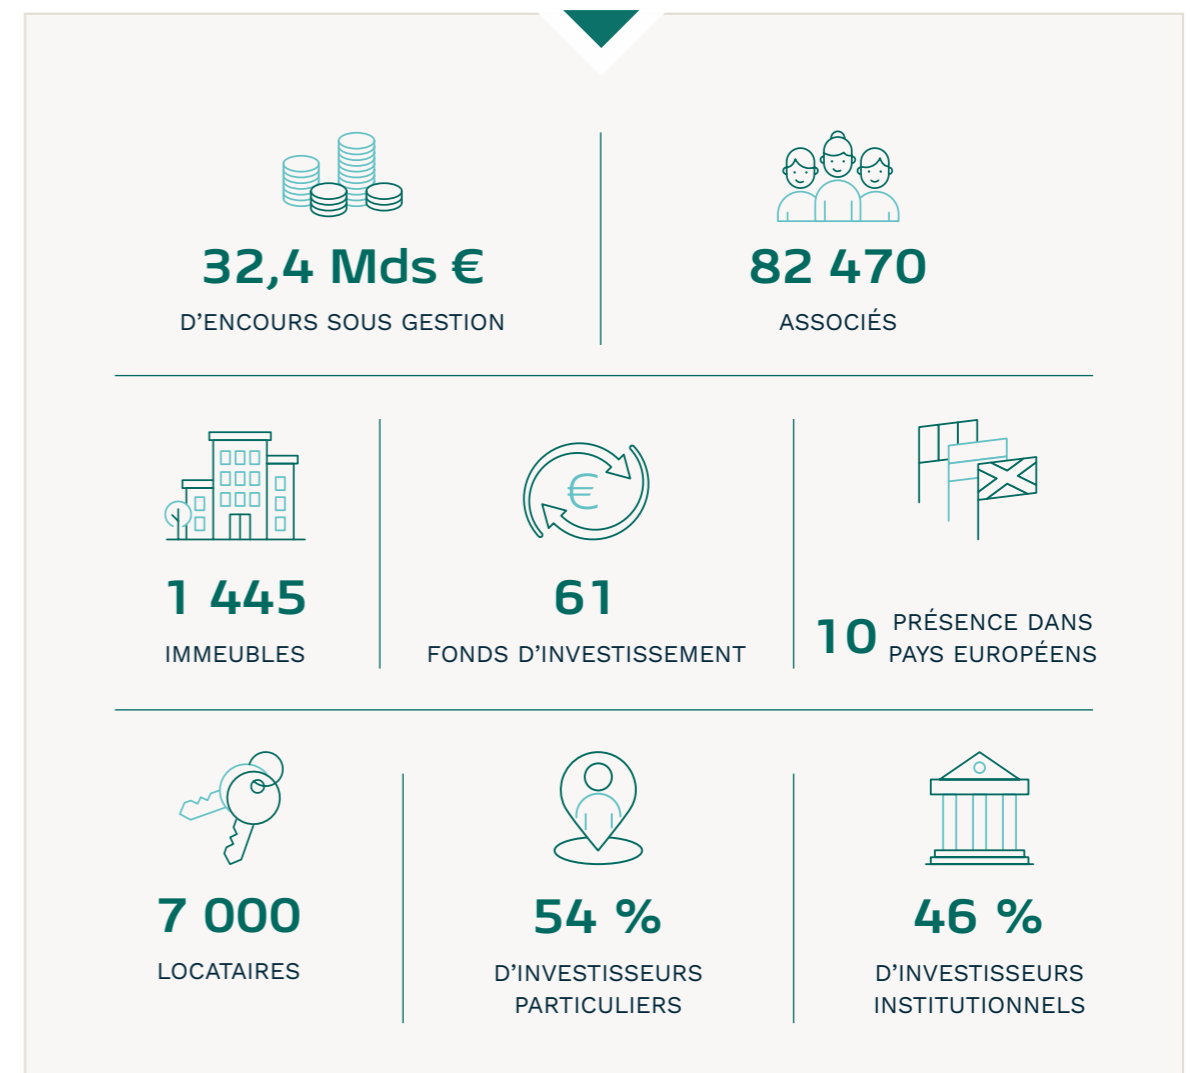 32,4 Mds €
D’ENCOURS SOUS GESTION
82 470
ASSOCIÉS
1 445
IMMEUBLES
€
61
FONDS D’INVESTISSEMENT
PRÉSENCE DANS
10 PAYS EUROPÉENS
7 000
LOCATAIRES
54 %
D’INVESTISSEURS
PARTICULIERS
46 %
D’INVESTISSEURS
INSTITUTIONNELS